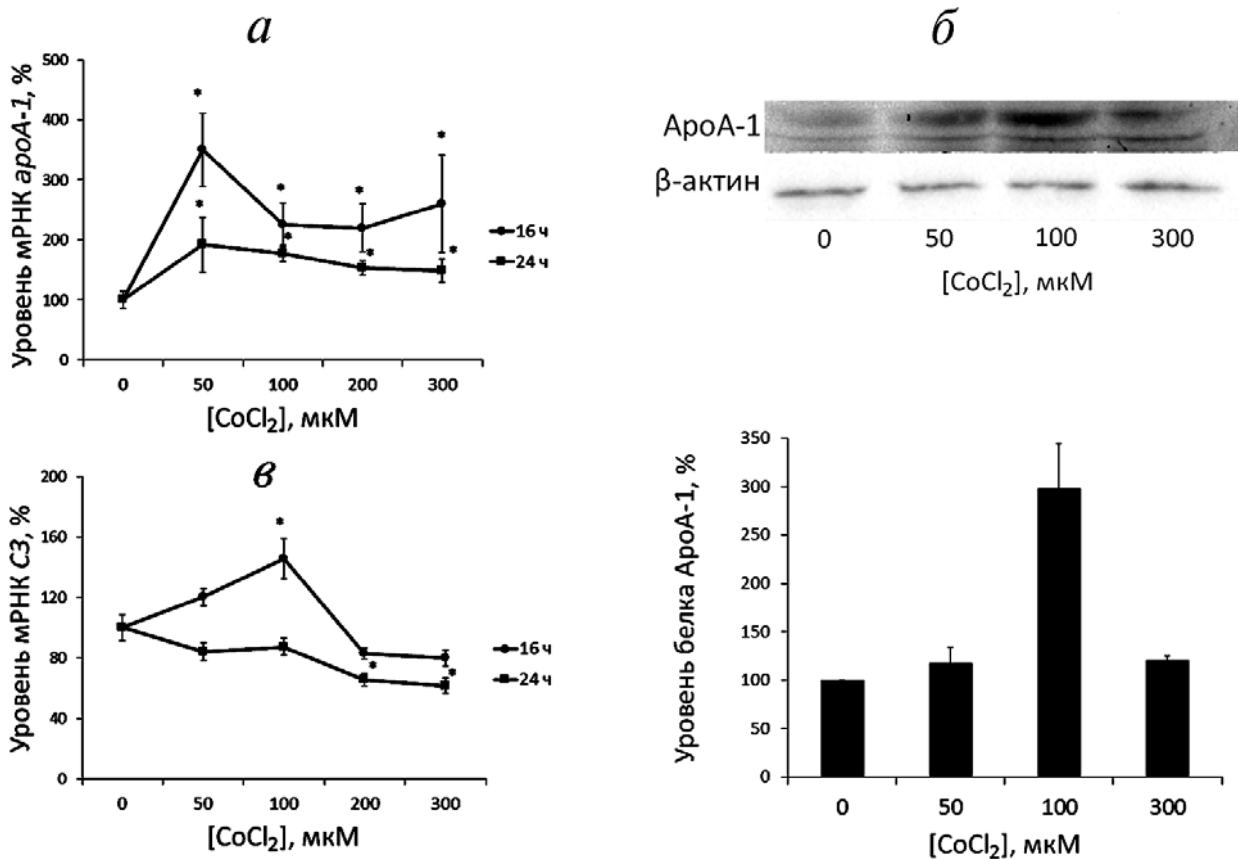 а
Уровень мРНК apoA-1, %
500
400
300
200
100
0
*
*
*
*
*
*
*
*
16 ч
24 ч
0 50 100 200 300
[CoCl₂], мкМ
б
ApoA-1
β-актин
0 50 100 300
[CoCl₂], мкМ
в
Уровень мРНК C3, %
200
160
120
80
40
0
*
*
*
16 ч
24 ч
0 50 100 200 300
[CoCl₂], мкМ
Уровень белка ApoA-1, %
350
300
250
200
150
100
50
0
0 50 100 300
[CoCl₂], мкМ